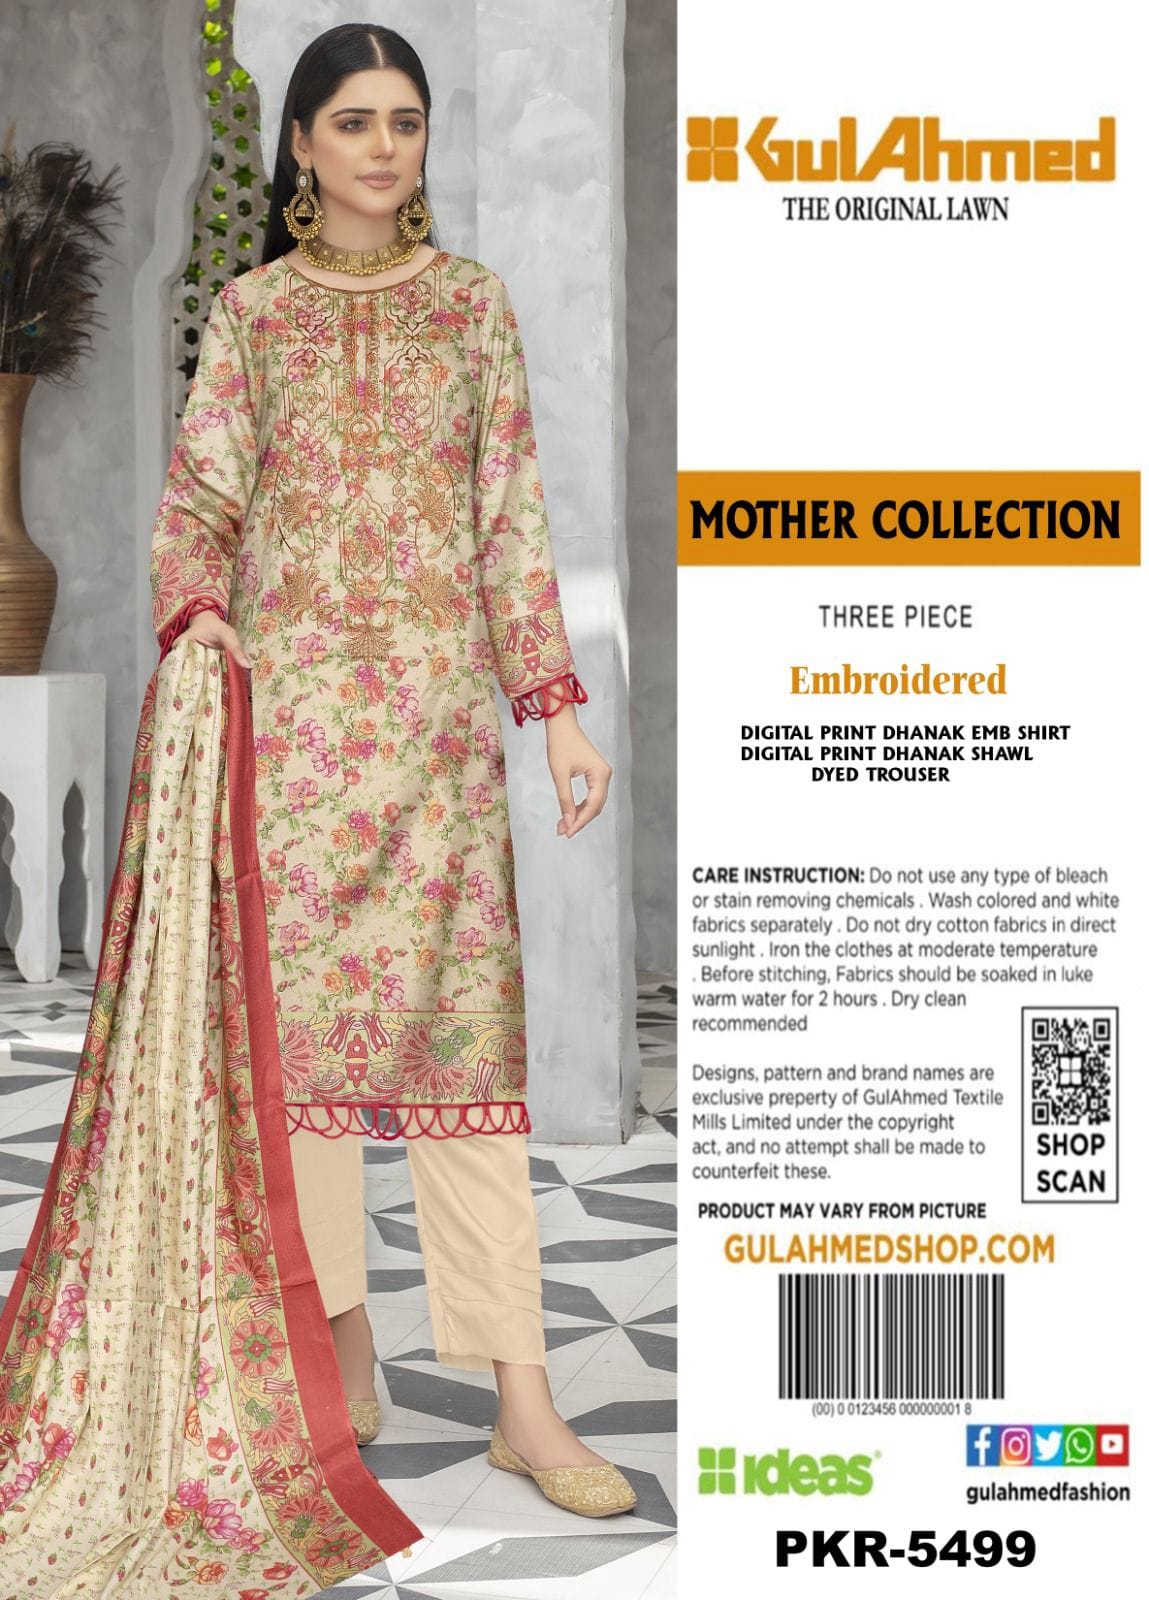 GulAhmed
THE ORIGINAL LAWN
MOTHER COLLECTION
THREE PIECE
Embroidered
DIGITAL PRINT DHANAK EMB SHIRT
DIGITAL PRINT DHANAK SHAWL
DYED TROUSER
CARE INSTRUCTION: Do not use any type of bleach
or stain removing chemicals . Wash colored and white
fabrics separately . Do not dry cotton fabrics in direct
sunlight . Iron the clothes at moderate temperature
. Before stitching, Fabrics should be soaked in luke
warm water for 2 hours . Dry clean
recommended
Designs, pattern and brand names are
exclusive preperty of GulAhmed Textile
Mills Limited under the copyright
act, and no attempt shall be made to
counterfeit these.
SHOP
SCAN
PRODUCT MAY VARY FROM PICTURE
GULAHMEDSHOP.COM
(00) 0 0123456 000000001 8
ideas
gulahmedfashion
PKR-5499